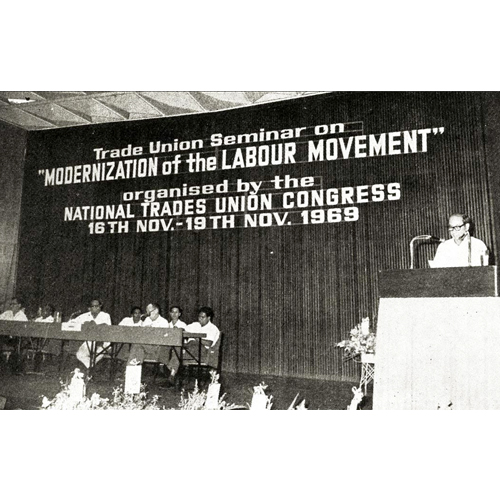 Trade Union Seminar on
"MODERNIZATION of the LABOUR MOVEMENT"
organised by the
NATIONAL TRADES UNION CONGRESS
16TH NOV.-19TH NOV. 1969